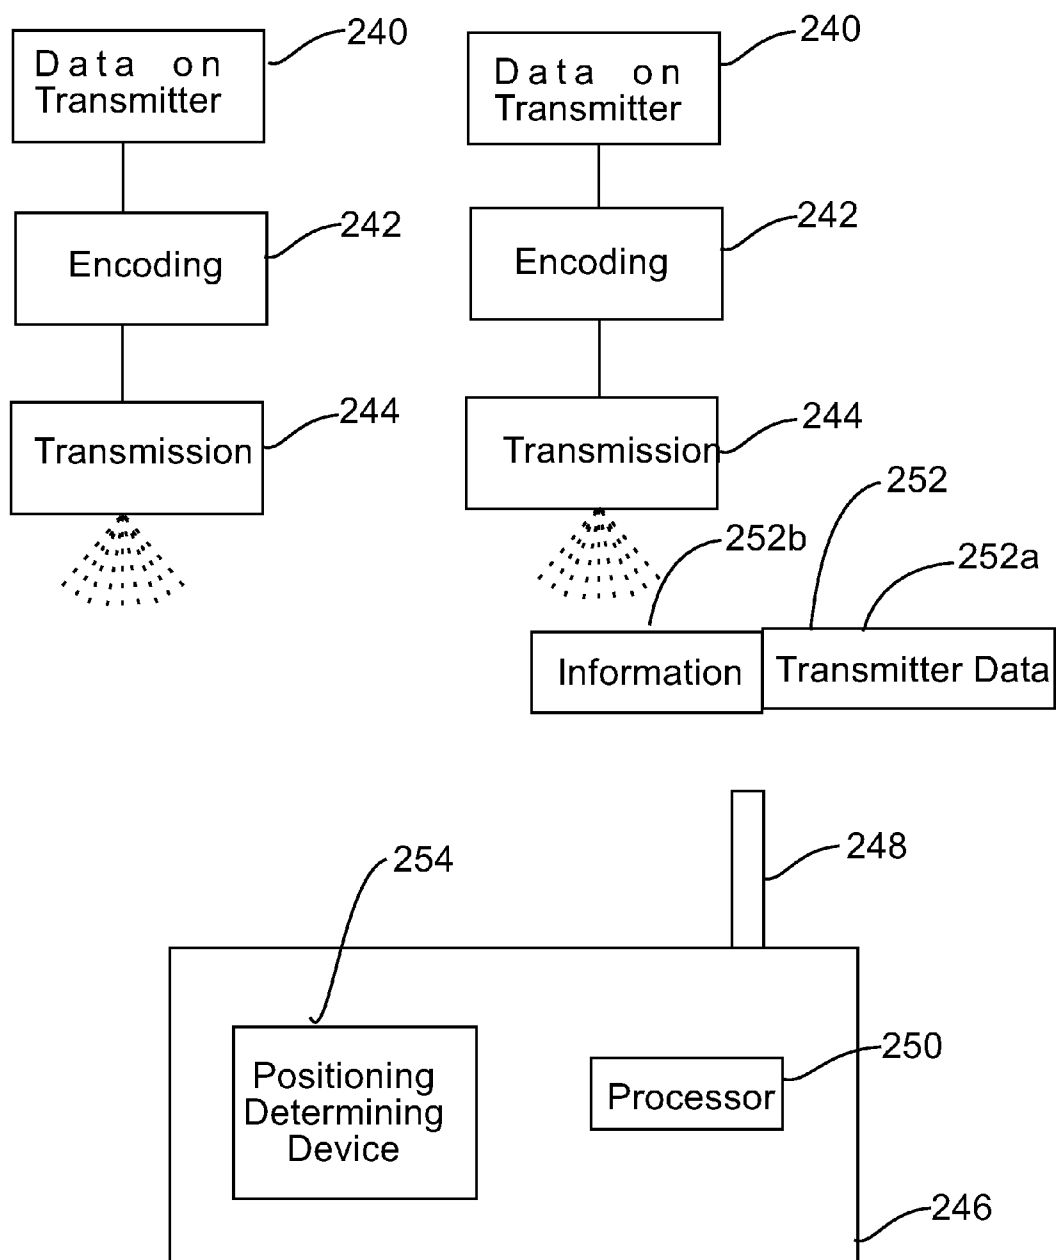 Data on
Transmitter
240
Data on
Transmitter
240
Encoding
242
Encoding
242
Transmission
244
Transmission
244
252
252b
252a
Information
Transmitter Data
248
254
Positioning
Determining
Device
250
Processor
246